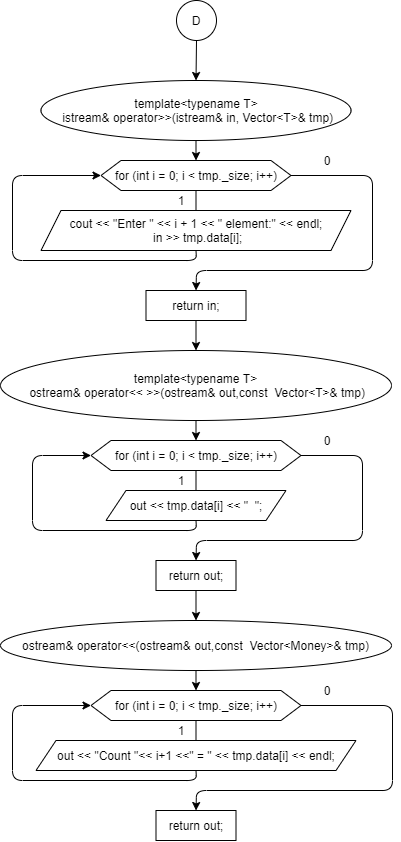 D
template<typename T>
istream& operator>>(istream& in, Vector<T>& tmp)
for (int i = 0; i < tmp._size; i++)
0
1
cout << "Enter " << i + 1 << " element:" << endl;
in >> tmp.data[i];
return in;
template<typename T>
ostream& operator<< >>(ostream& out,const  Vector<T>& tmp)
for (int i = 0; i < tmp._size; i++)
0
1
out << tmp.data[i] << "  ";
return out;
ostream& operator<<(ostream& out,const  Vector<Money>& tmp)
for (int i = 0; i < tmp._size; i++)
0
1
out << "Count "<< i+1 <<" = " << tmp.data[i] << endl;
return out;